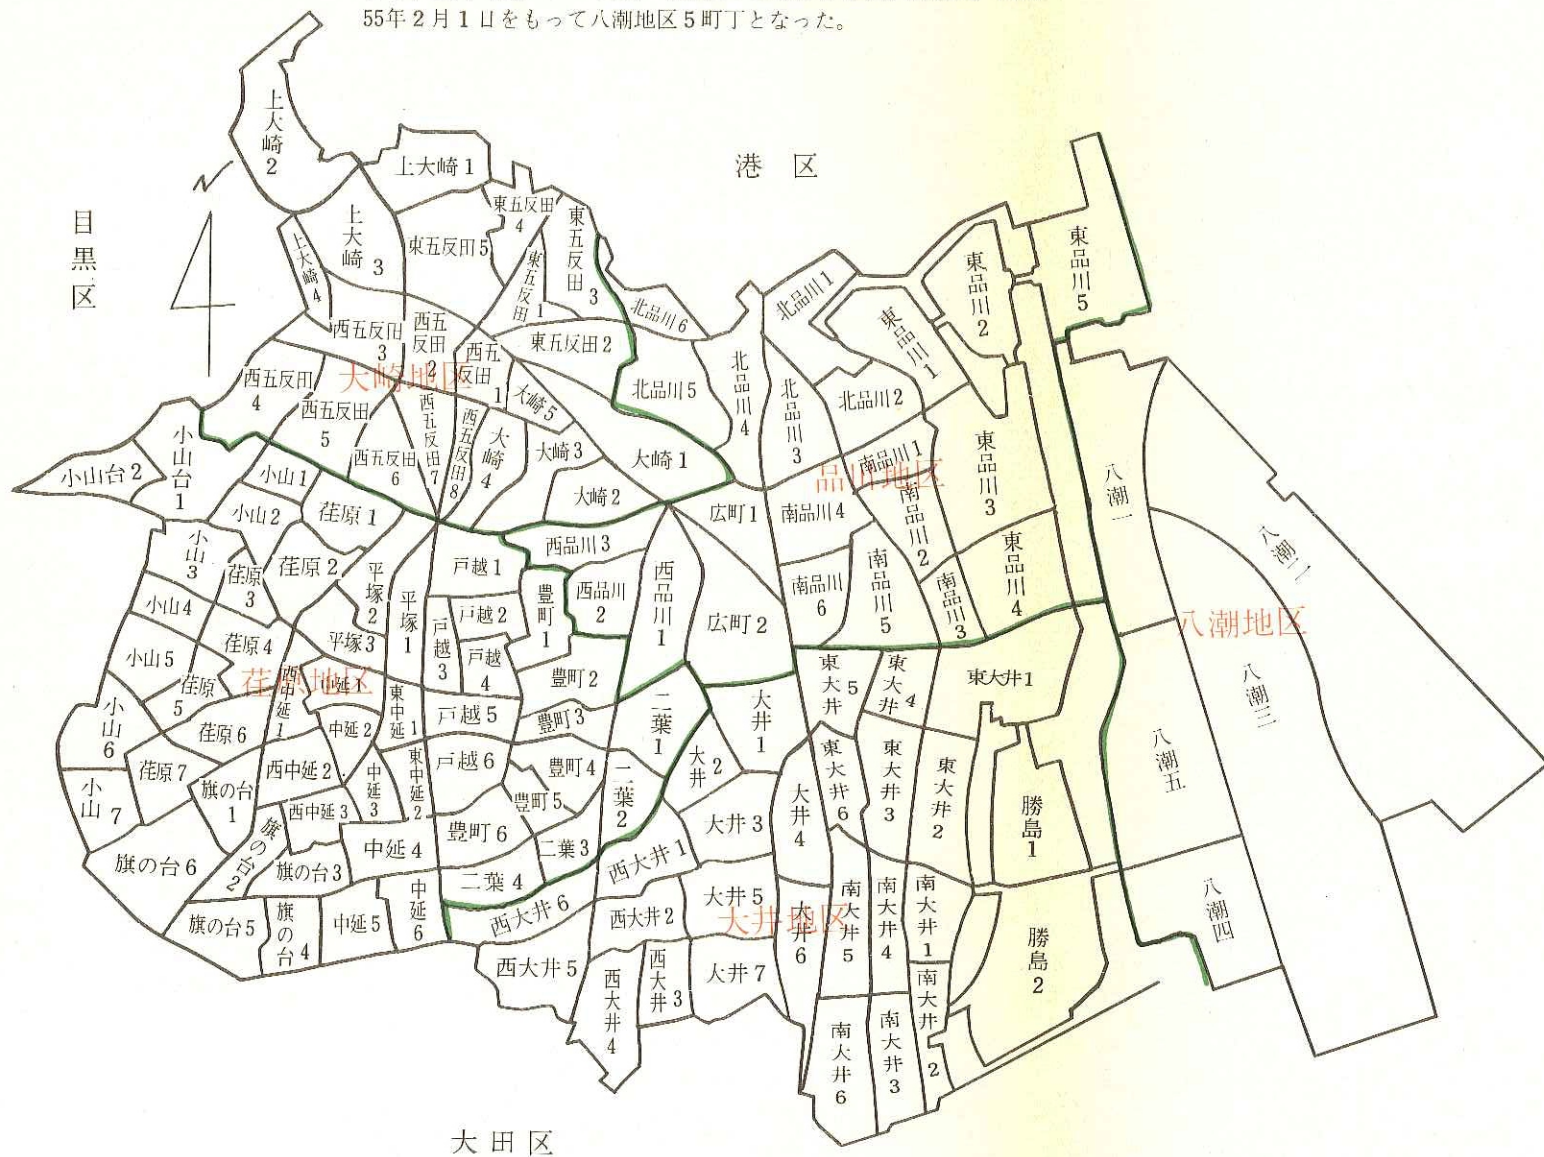 55年2月1日をもって八潮地区5町丁となった。
港区
目黒区
大田区
N
大崎地区
品川地区
荏原地区
大井地区
八潮地区
上大崎2
上大崎1
上大崎3
上大崎4
東五反田4
東五反田5
東五反田3
東五反田1
東五反田2
西五反田3
西五反田2
西五反田1
西五反田4
西五反田5
西五反田6
西五反田7
西五反田8
大崎5
大崎4
大崎3
大崎1
大崎2
北品川6
北品川1
北品川5
北品川4
北品川3
北品川2
東品川1
東品川2
東品川5
東品川3
東品川4
南品川1
南品川2
南品川4
南品川6
南品川5
南品川3
広町1
広町2
西品川3
西品川2
西品川1
小山台2
小山台1
小山1
小山2
小山3
小山4
小山5
小山6
小山7
荏原1
荏原2
荏原3
荏原4
荏原5
荏原6
荏原7
平塚2
平塚3
平塚1
戸越1
戸越2
戸越3
戸越4
戸越5
戸越6
豊町1
豊町2
豊町3
豊町4
豊町5
豊町6
西中延1
西中延2
西中延3
中延1
中延2
中延3
中延4
中延5
中延6
東中延1
東中延2
旗の台1
旗の台2
旗の台3
旗の台4
旗の台5
旗の台6
二葉1
二葉2
二葉3
二葉4
大井1
大井2
大井3
大井4
大井5
大井6
大井7
西大井1
西大井2
西大井3
西大井4
西大井5
西大井6
東大井5
東大井4
東大井1
東大井6
東大井3
東大井2
南大井5
南大井4
南大井1
南大井2
南大井3
南大井6
勝島1
勝島2
八潮一
八潮二
八潮三
八潮五
八潮四